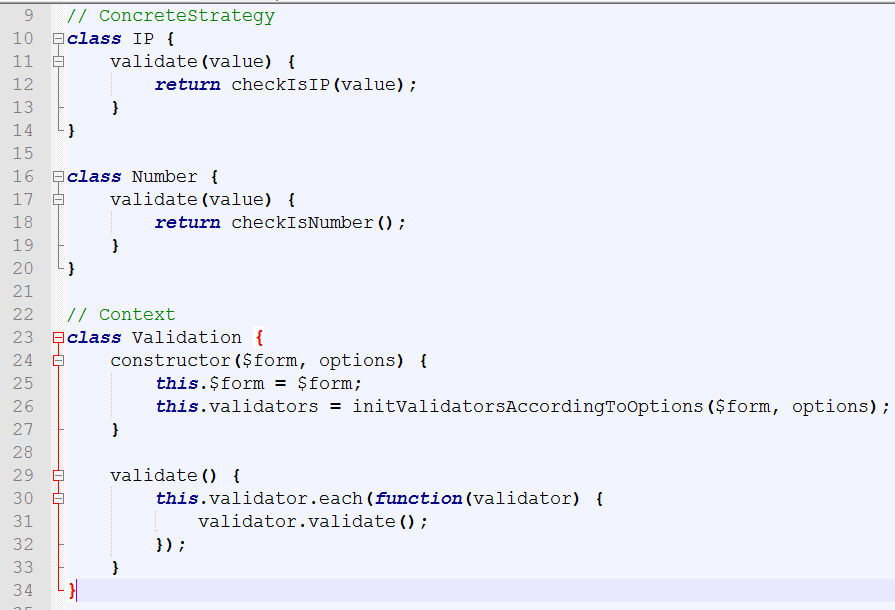 9 // ConcreteStrategy
10 class IP {
11     validate(value) {
12         return checkIsIP(value);
13     }
14 }
15
16 class Number {
17     validate(value) {
18         return checkIsNumber();
19     }
20 }
21
22 // Context
23 class Validation {
24     constructor($form, options) {
25         this.$form = $form;
26         this.validators = initValidatorsAccordingToOptions($form, options);
27     }
28
29     validate() {
30         this.validator.each(function(validator) {
31             validator.validate();
32         });
33     }
34 }